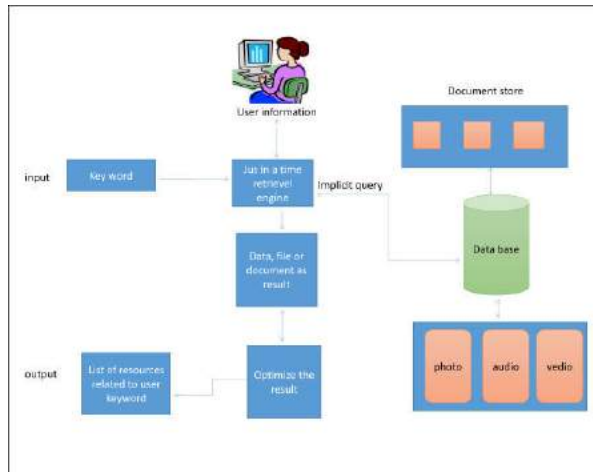 User information
Document store
input
Key word
Jus in a time
retrievel
engine
Implicit query
Data base
Data, file or
document as
result
photo
audio
vedio
output
List of resources
related to user
keyword
Optimize the
result